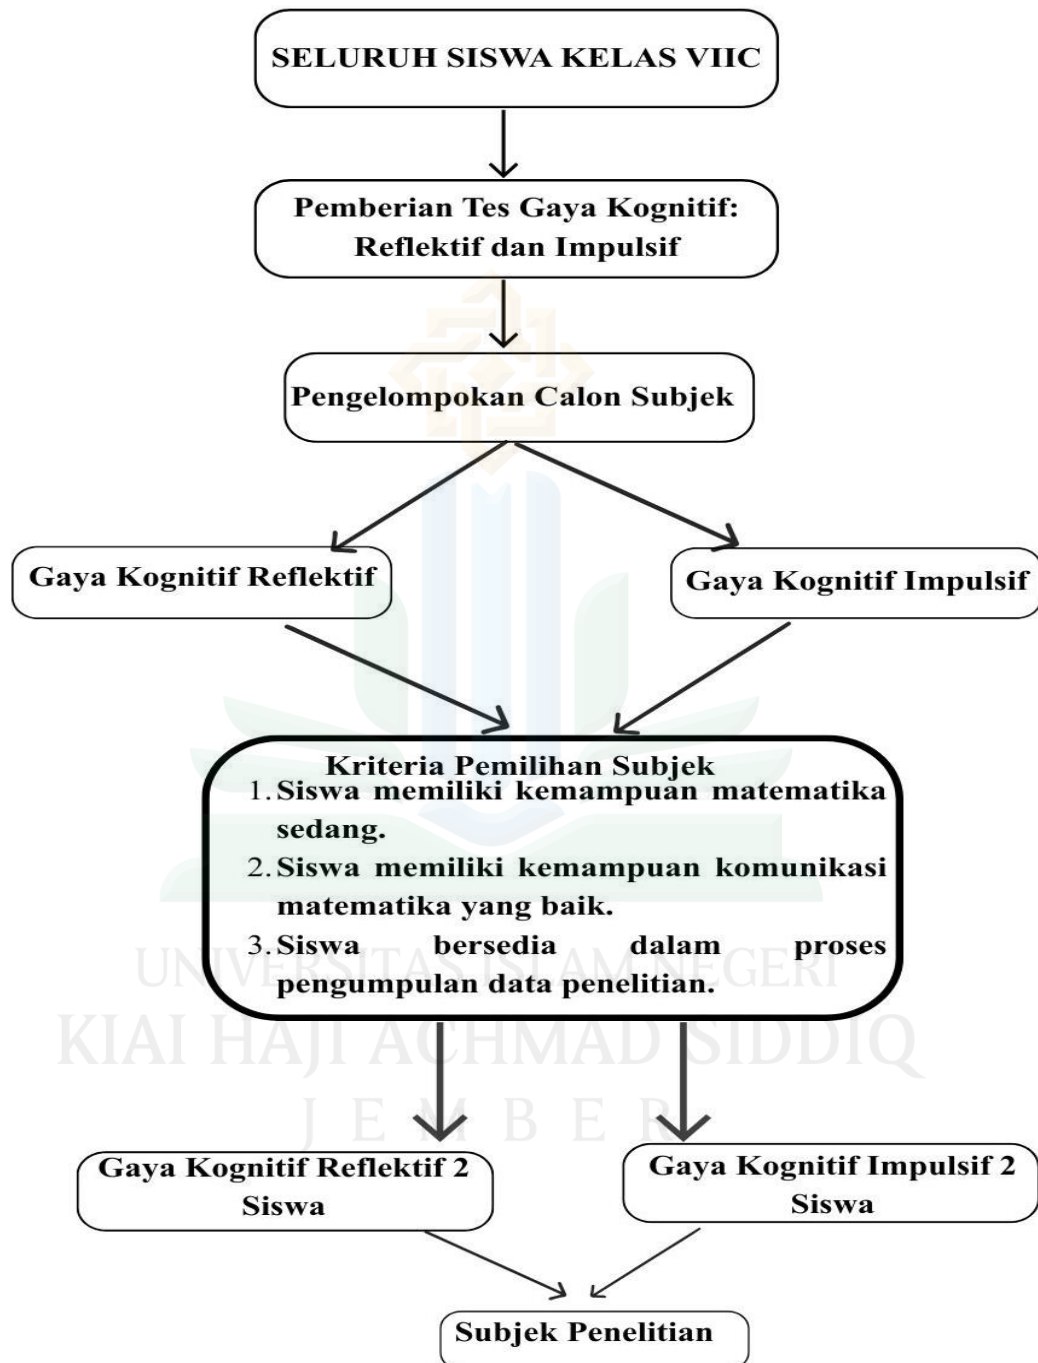 SELURUH SISWA KELAS VIIC
Pemberian Tes Gaya Kognitif:
Reflektif dan Impulsif
Pengelompokan Calon Subjek
Gaya Kognitif Reflektif
Gaya Kognitif Impulsif
Kriteria Pemilihan Subjek
1. Siswa memiliki kemampuan matematika
sedang.
2. Siswa memiliki kemampuan komunikasi
matematika yang baik.
3. Siswa bersedia dalam proses
pengumpulan data penelitian.
UNIVERSITAS ISLAM NEGERI
KIAI HAJI ACHMAD SIDDIQ
JEMBER
Gaya Kognitif Reflektif 2
Siswa
Gaya Kognitif Impulsif 2
Siswa
Subjek Penelitian